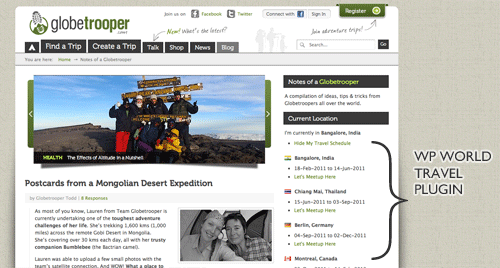 Join us on Facebook Twitter Connect with Sign In Register
globetrooper
.com
New! What's the latest?
Join adventure trips!
Find a Trip Create a Trip Talk Shop News Blog
Search... Go
You are here: Home → Notes of a Globetrooper
HEALTH The Effects of Altitude in a Nutshell.
Postcards from a Mongolian Desert Expedition
by Globetrooper Todd | 8 Responses
As most of you know, Lauren from Team Globetrooper is
currently undertaking one of the toughest adventure
challenges of her life. She's trekking 1,600 kms (1,000
miles) across the remote Gobi Desert in Mongolia.
She's covering over 30 kms each day, all with her trusty
companion Bumblebee (the Bactrian camel).
Lauren was able to upload a few small photos with the
team's satellite connection. And WOW! What a place to
Notes of a Globetrooper
A compilation of ideas, tips & tricks from
Globetroopers all over the world.
Current Location
I'm currently in Bangalore, India
Hide My Travel Schedule
Bangalore, India
18-Feb-2011 to 14-Jun-2011
Let's Meetup Here
Chiang Mai, Thailand
15-Jun-2011 to 03-Sep-2011
Let's Meetup Here
Berlin, Germany
04-Sep-2011 to 02-Dec-2011
Let's Meetup Here
Montreal, Canada
WP WORLD
TRAVEL
PLUGIN